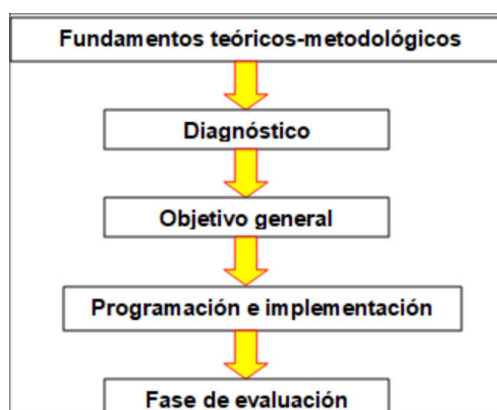 Fundamentos teóricos-metodológicos
Diagnóstico
Objetivo general
Programación e implementación
Fase de evaluación